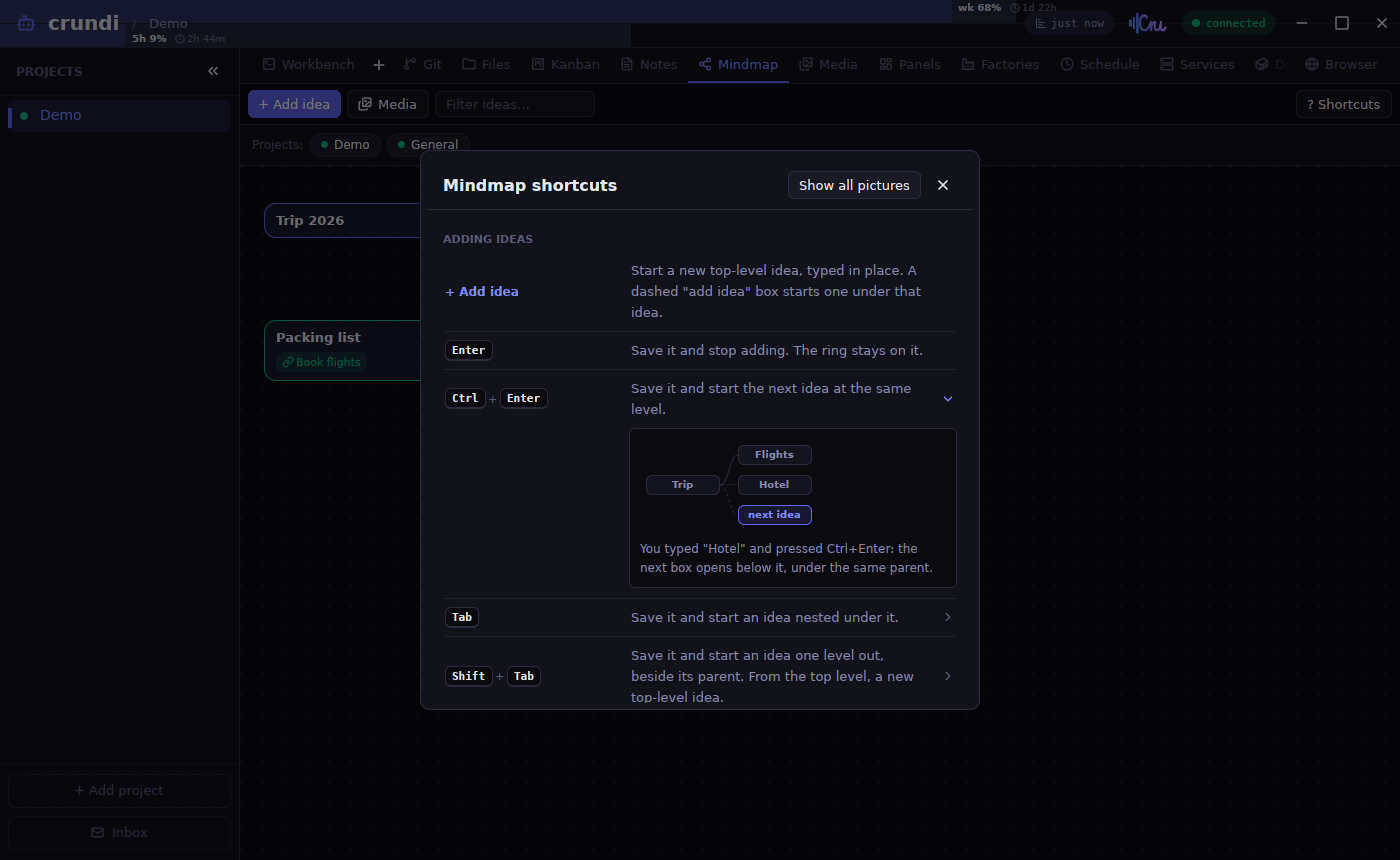 crundi / Demo
wk 68% 1d 22h
5h 9% 2h 44m
just now
Cru
connected
PROJECTS
Demo
+ Add project
Inbox
Workbench + Git Files Kanban Notes Mindmap Media Panels Factories Schedule Services Browser
+ Add idea Media Filter ideas... ? Shortcuts
Projects: Demo General
Trip 2026
Packing list
Book flights
Mindmap shortcuts Show all pictures
ADDING IDEAS
+ Add idea
Start a new top-level idea, typed in place. A
dashed "add idea" box starts one under that
idea.
Enter Save it and stop adding. The ring stays on it.
Ctrl + Enter
Save it and start the next idea at the same
level.
Flights
Trip Hotel
next idea
You typed "Hotel" and pressed Ctrl+Enter: the
next box opens below it, under the same parent.
Tab Save it and start an idea nested under it.
Shift + Tab
Save it and start an idea one level out,
beside its parent. From the top level, a new
top-level idea.